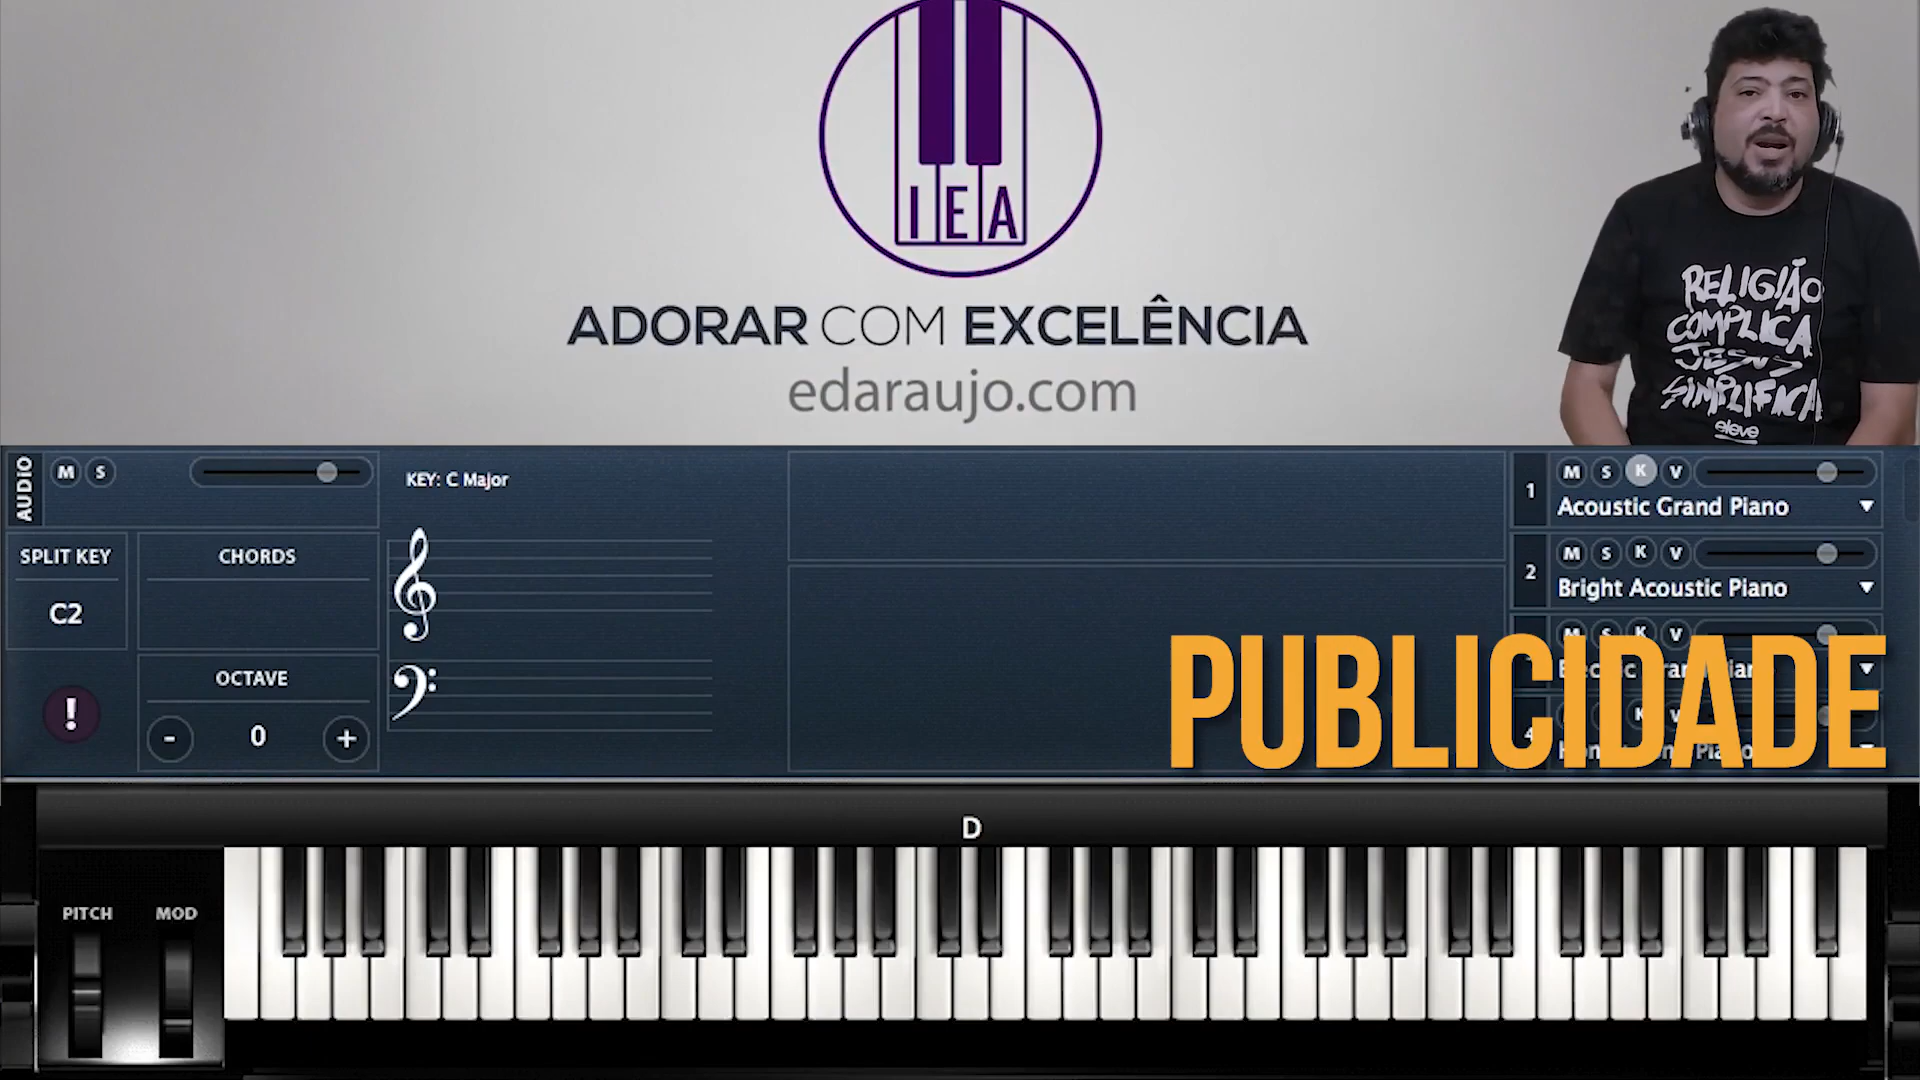 IEA
ADORAR COM EXCELÊNCIA
edaraujo.com
RELIGIÃO
COMPLICA
JESUS
SIMPLIFICA
eleve
AUDiO
M S
KEY: C Major
SPLIT KEY
C2
CHORDS
OCTAVE
- 0 +
!
1
M S K V
Acoustic Grand Piano
2
M S K V
Bright Acoustic Piano
M S K V
PUBLICIDADE
D
PITCH
MOD